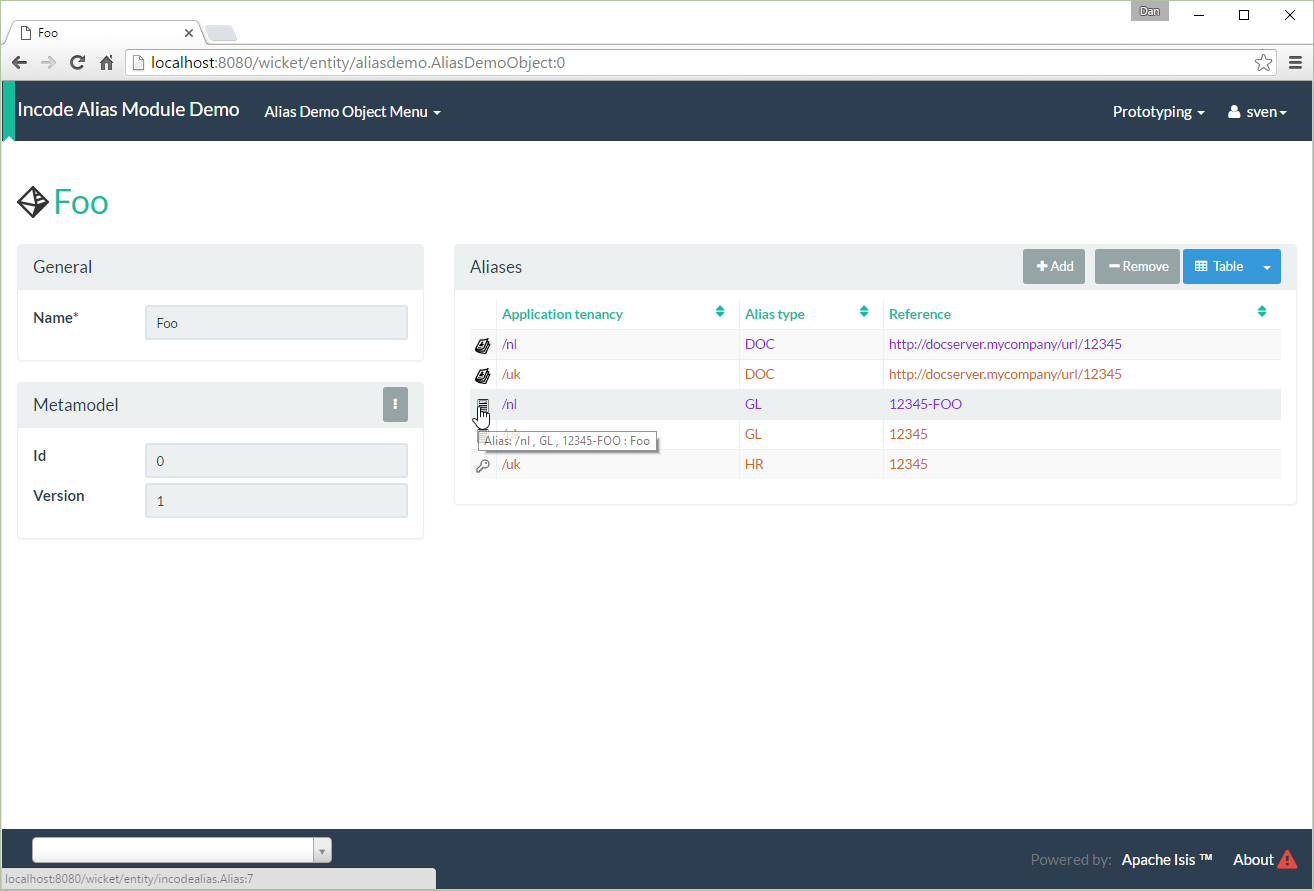 Dan
Foo
localhost:8080/wicket/entity/aliasdemo.AliasDemoObject:0
Incode Alias Module Demo Alias Demo Object Menu Prototyping sven
Foo
General
Name* Foo
Metamodel
Id 0
Version 1
Aliases Add Remove Table
Application tenancy Alias type Reference
/nl DOC http://docserver.mycompany/url/12345
/uk DOC http://docserver.mycompany/url/12345
/nl GL 12345-FOO
GL 12345
Alias: /nl , GL , 12345-FOO : Foo
/uk HR 12345
Powered by: Apache Isis ™ About
localhost:8080/wicket/entity/incodealias.Alias:7